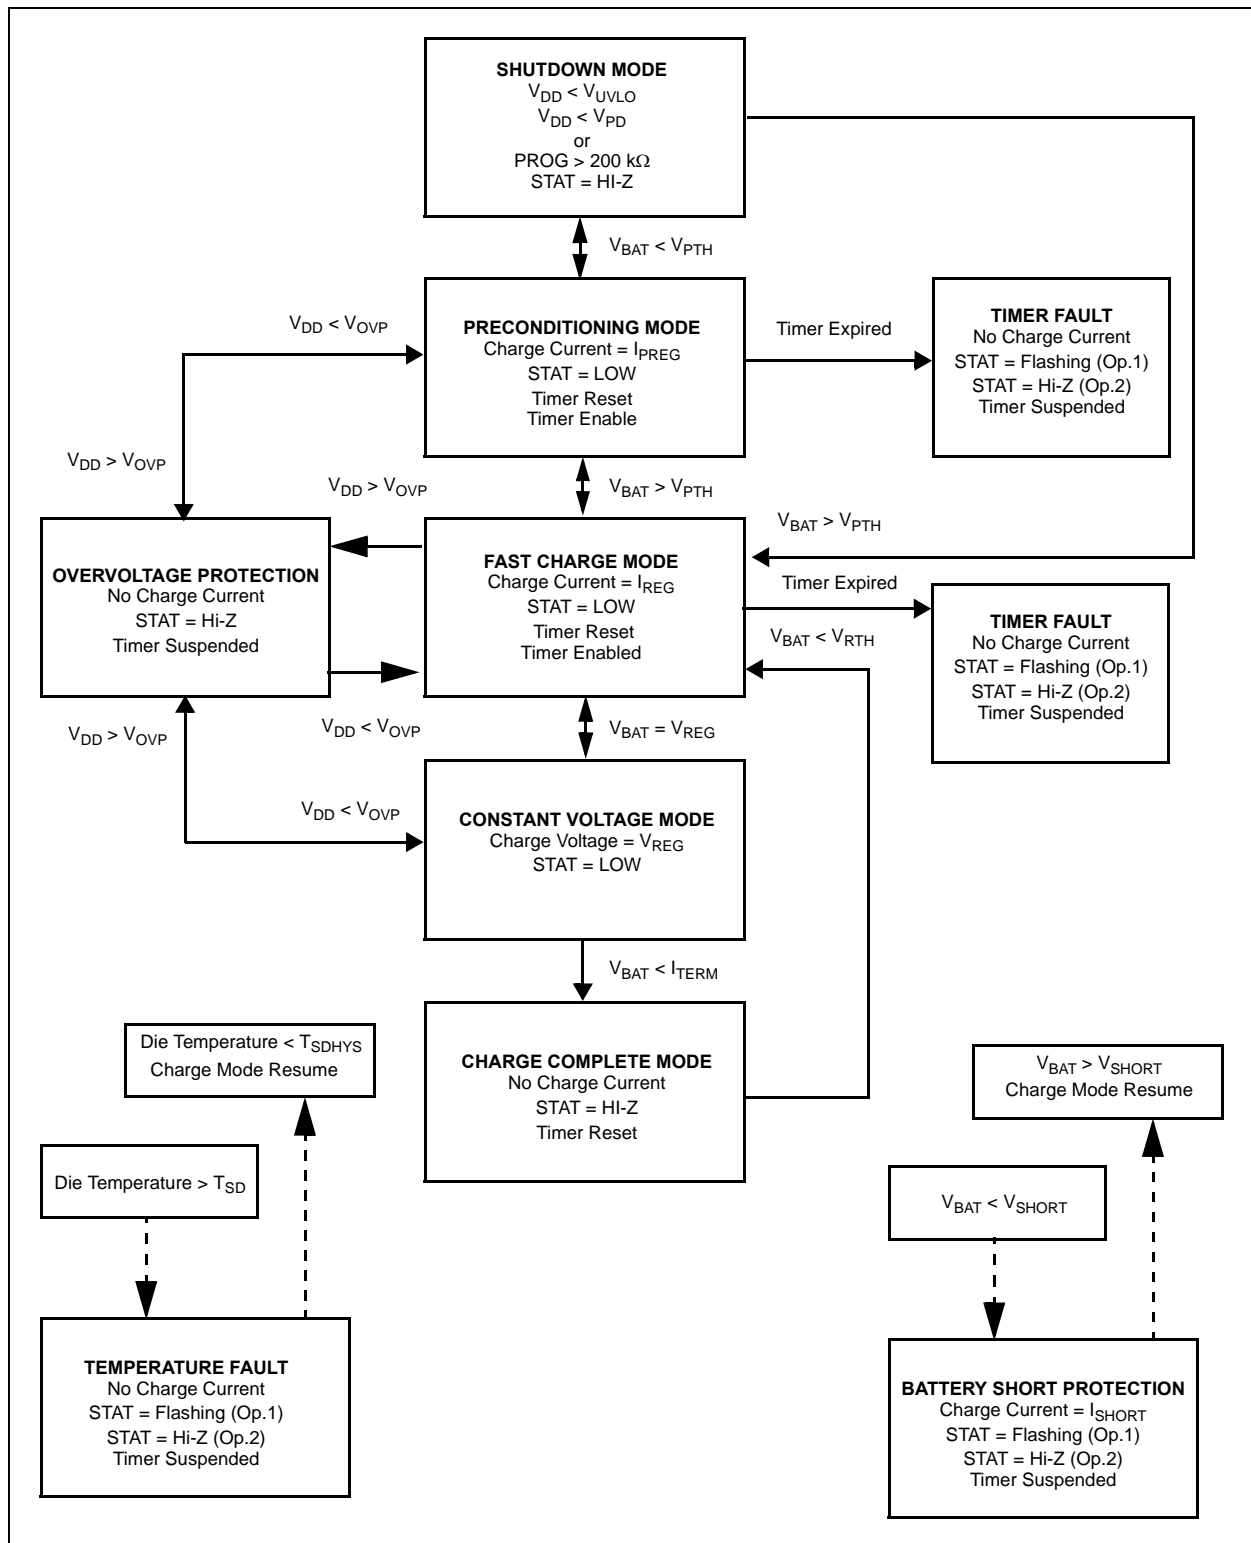 SHUTDOWN MODE
VDD < VUVLO
VDD < VPD
or
PROG > 200 kΩ
STAT = HI-Z
VBAT < VPTH
VDD < VOVP
PRECONDITIONING MODE
Charge Current = IPREG
STAT = LOW
Timer Reset
Timer Enable
Timer Expired
TIMER FAULT
No Charge Current
STAT = Flashing (Op.1)
STAT = Hi-Z (Op.2)
Timer Suspended
VDD > VOVP
VDD > VOVP
VBAT > VPTH
VBAT > VPTH
OVERVOLTAGE PROTECTION
No Charge Current
STAT = Hi-Z
Timer Suspended
FAST CHARGE MODE
Charge Current = IREG
STAT = LOW
Timer Reset
Timer Enabled
Timer Expired
VBAT < VRTH
TIMER FAULT
No Charge Current
STAT = Flashing (Op.1)
STAT = Hi-Z (Op.2)
Timer Suspended
VDD > VOVP
VDD < VOVP
VBAT = VREG
VDD < VOVP
CONSTANT VOLTAGE MODE
Charge Voltage = VREG
STAT = LOW
VBAT < ITERM
CHARGE COMPLETE MODE
No Charge Current
STAT = HI-Z
Timer Reset
Die Temperature < TSDHYS
Charge Mode Resume
Die Temperature > TSD
TEMPERATURE FAULT
No Charge Current
STAT = Flashing (Op.1)
STAT = Hi-Z (Op.2)
Timer Suspended
VBAT > VSHORT
Charge Mode Resume
VBAT < VSHORT
BATTERY SHORT PROTECTION
Charge Current = ISHORT
STAT = Flashing (Op.1)
STAT = Hi-Z (Op.2)
Timer Suspended